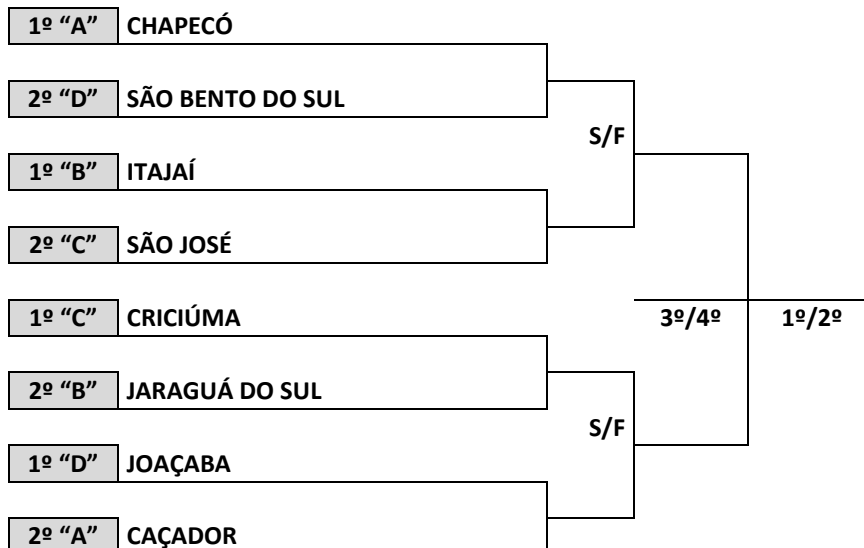 1º “A” CHAPECÓ
2º “D” SÃO BENTO DO SUL
S/F
1º “B” ITAJAÍ
2º “C” SÃO JOSÉ
1º “C” CRICIÚMA
3º/4º 1º/2º
2º “B” JARAGUÁ DO SUL
S/F
1º “D” JOAÇABA
2º “A” CAÇADOR